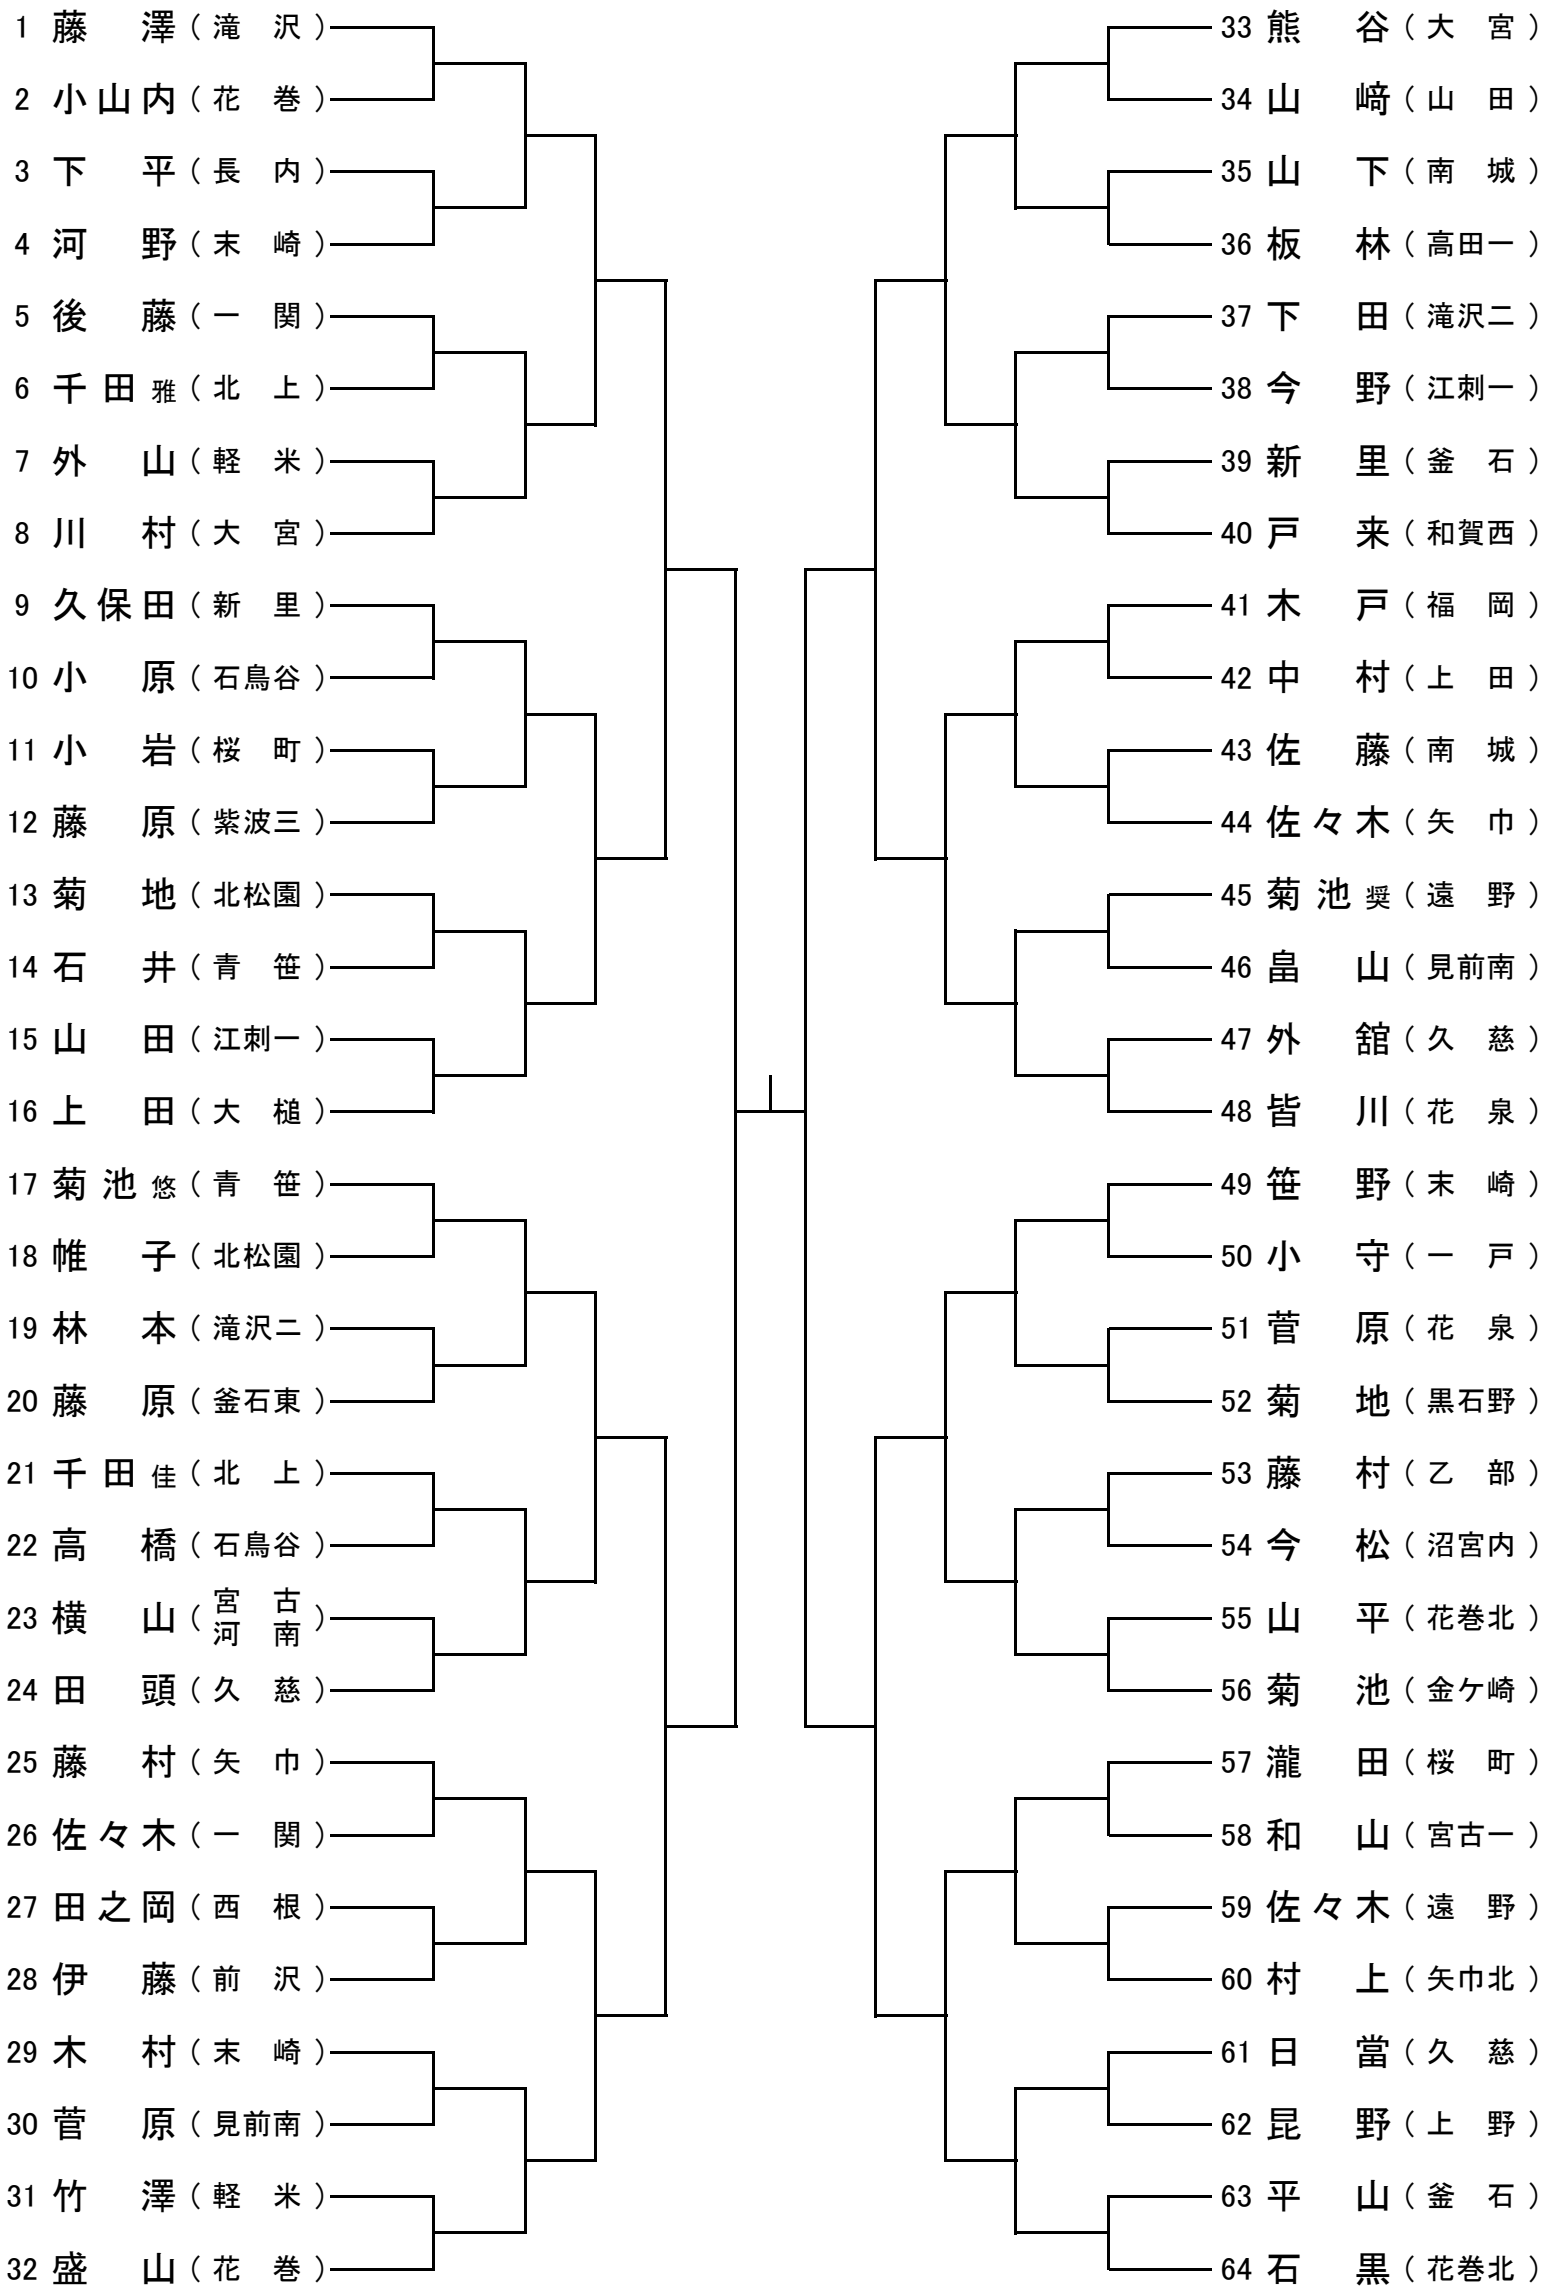 1 藤澤（滝沢）
2 小山内（花巻）
3 下平（長内）
4 河野（末崎）
5 後藤（一関）
6 千田雅（北上）
7 外山（軽米）
8 川村（大宮）
9 久保田（新里）
10 小原（石鳥谷）
11 小岩（桜町）
12 藤原（紫波三）
13 菊地（北松園）
14 石井（青笹）
15 山田（江刺一）
16 上田（大槌）
17 菊池悠（青笹）
18 帷子（北松園）
19 林本（滝沢二）
20 藤原（釜石東）
21 千田佳（北上）
22 高橋（石鳥谷）
23 横山（宮古河南）
24 田頭（久慈）
25 藤村（矢巾）
26 佐々木（一関）
27 田之岡（西根）
28 伊藤（前沢）
29 木村（末崎）
30 菅原（見前南）
31 竹澤（軽米）
32 盛山（花巻）
33 熊谷（大宮）
34 山﨑（山田）
35 山下（南城）
36 板林（高田一）
37 下田（滝沢二）
38 今野（江刺一）
39 新里（釜石）
40 戸来（和賀西）
41 木戸（福岡）
42 中村（上田）
43 佐藤（南城）
44 佐々木（矢巾）
45 菊池奨（遠野）
46 畠山（見前南）
47 外舘（久慈）
48 皆川（花泉）
49 笹野（末崎）
50 小守（一戸）
51 菅原（花泉）
52 菊地（黒石野）
53 藤村（乙部）
54 今松（沼宮内）
55 山平（花巻北）
56 菊池（金ケ崎）
57 瀧田（桜町）
58 和山（宮古一）
59 佐々木（遠野）
60 村上（矢巾北）
61 日當（久慈）
62 昆野（上野）
63 平山（釜石）
64 石黒（花巻北）